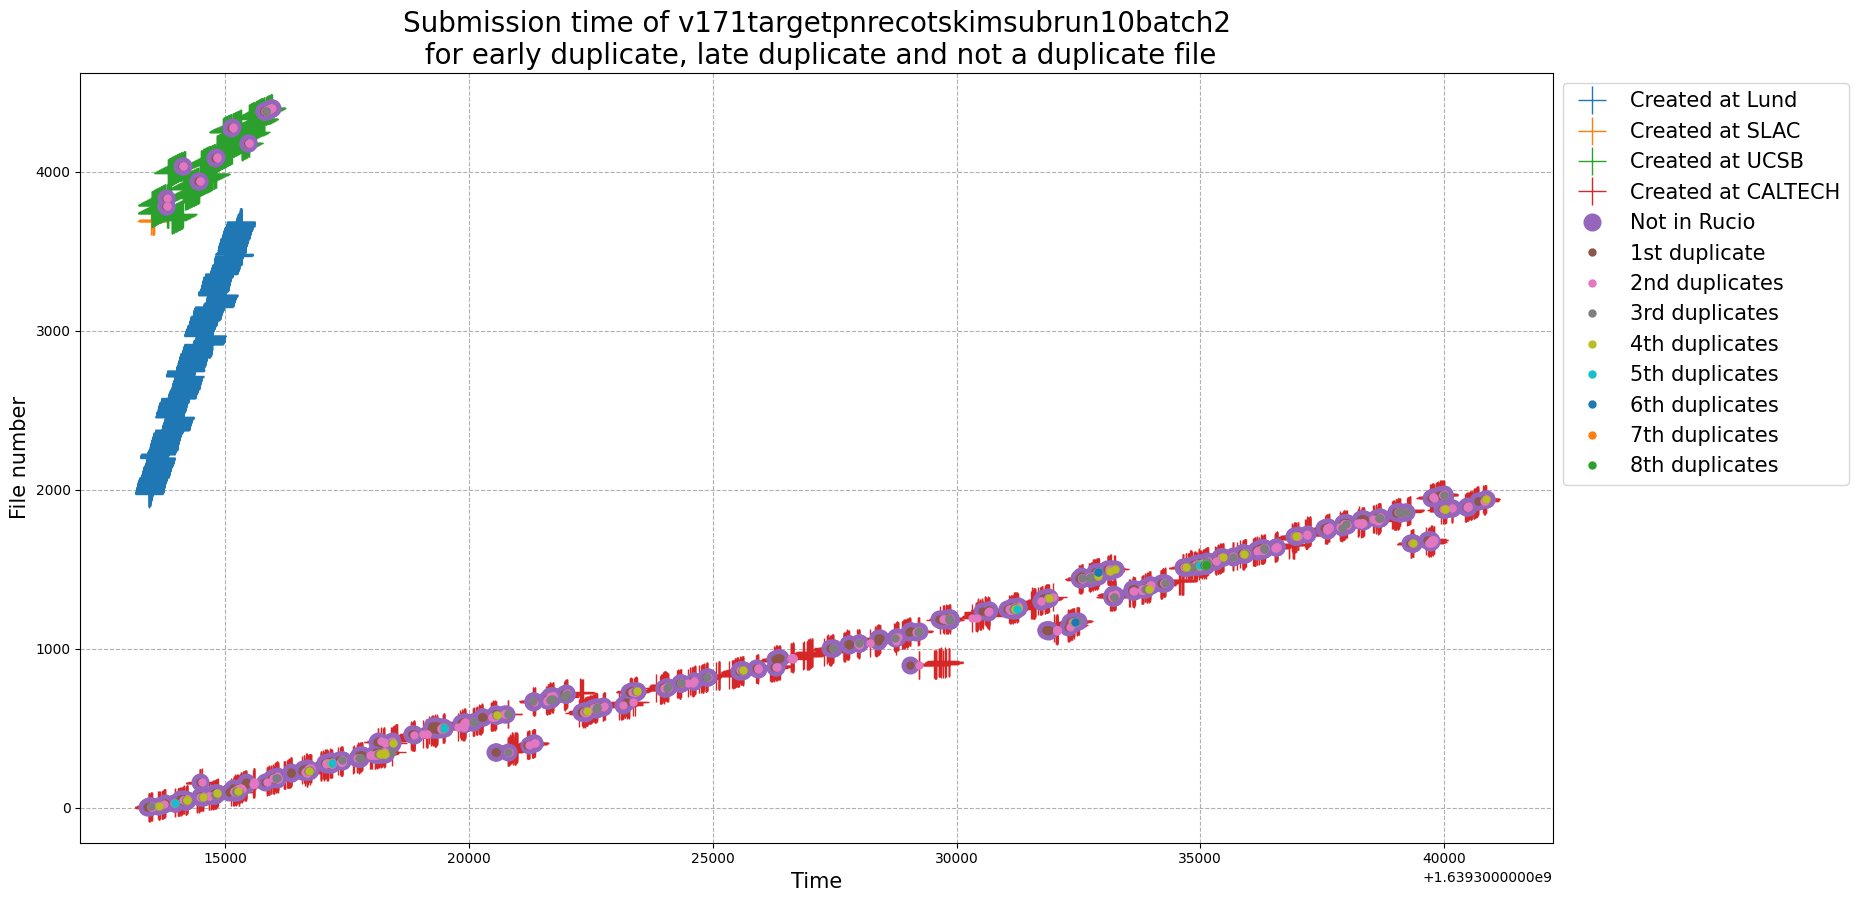 Submission time of v171targetpnrecotskimsubrun10batch2
for early duplicate, late duplicate and not a duplicate file
File number
4000
3000
2000
1000
0
15000
20000
25000
30000
35000
40000
+1.6393000000e9
Time
Created at Lund
Created at SLAC
Created at UCSB
Created at CALTECH
Not in Rucio
1st duplicate
2nd duplicates
3rd duplicates
4th duplicates
5th duplicates
6th duplicates
7th duplicates
8th duplicates